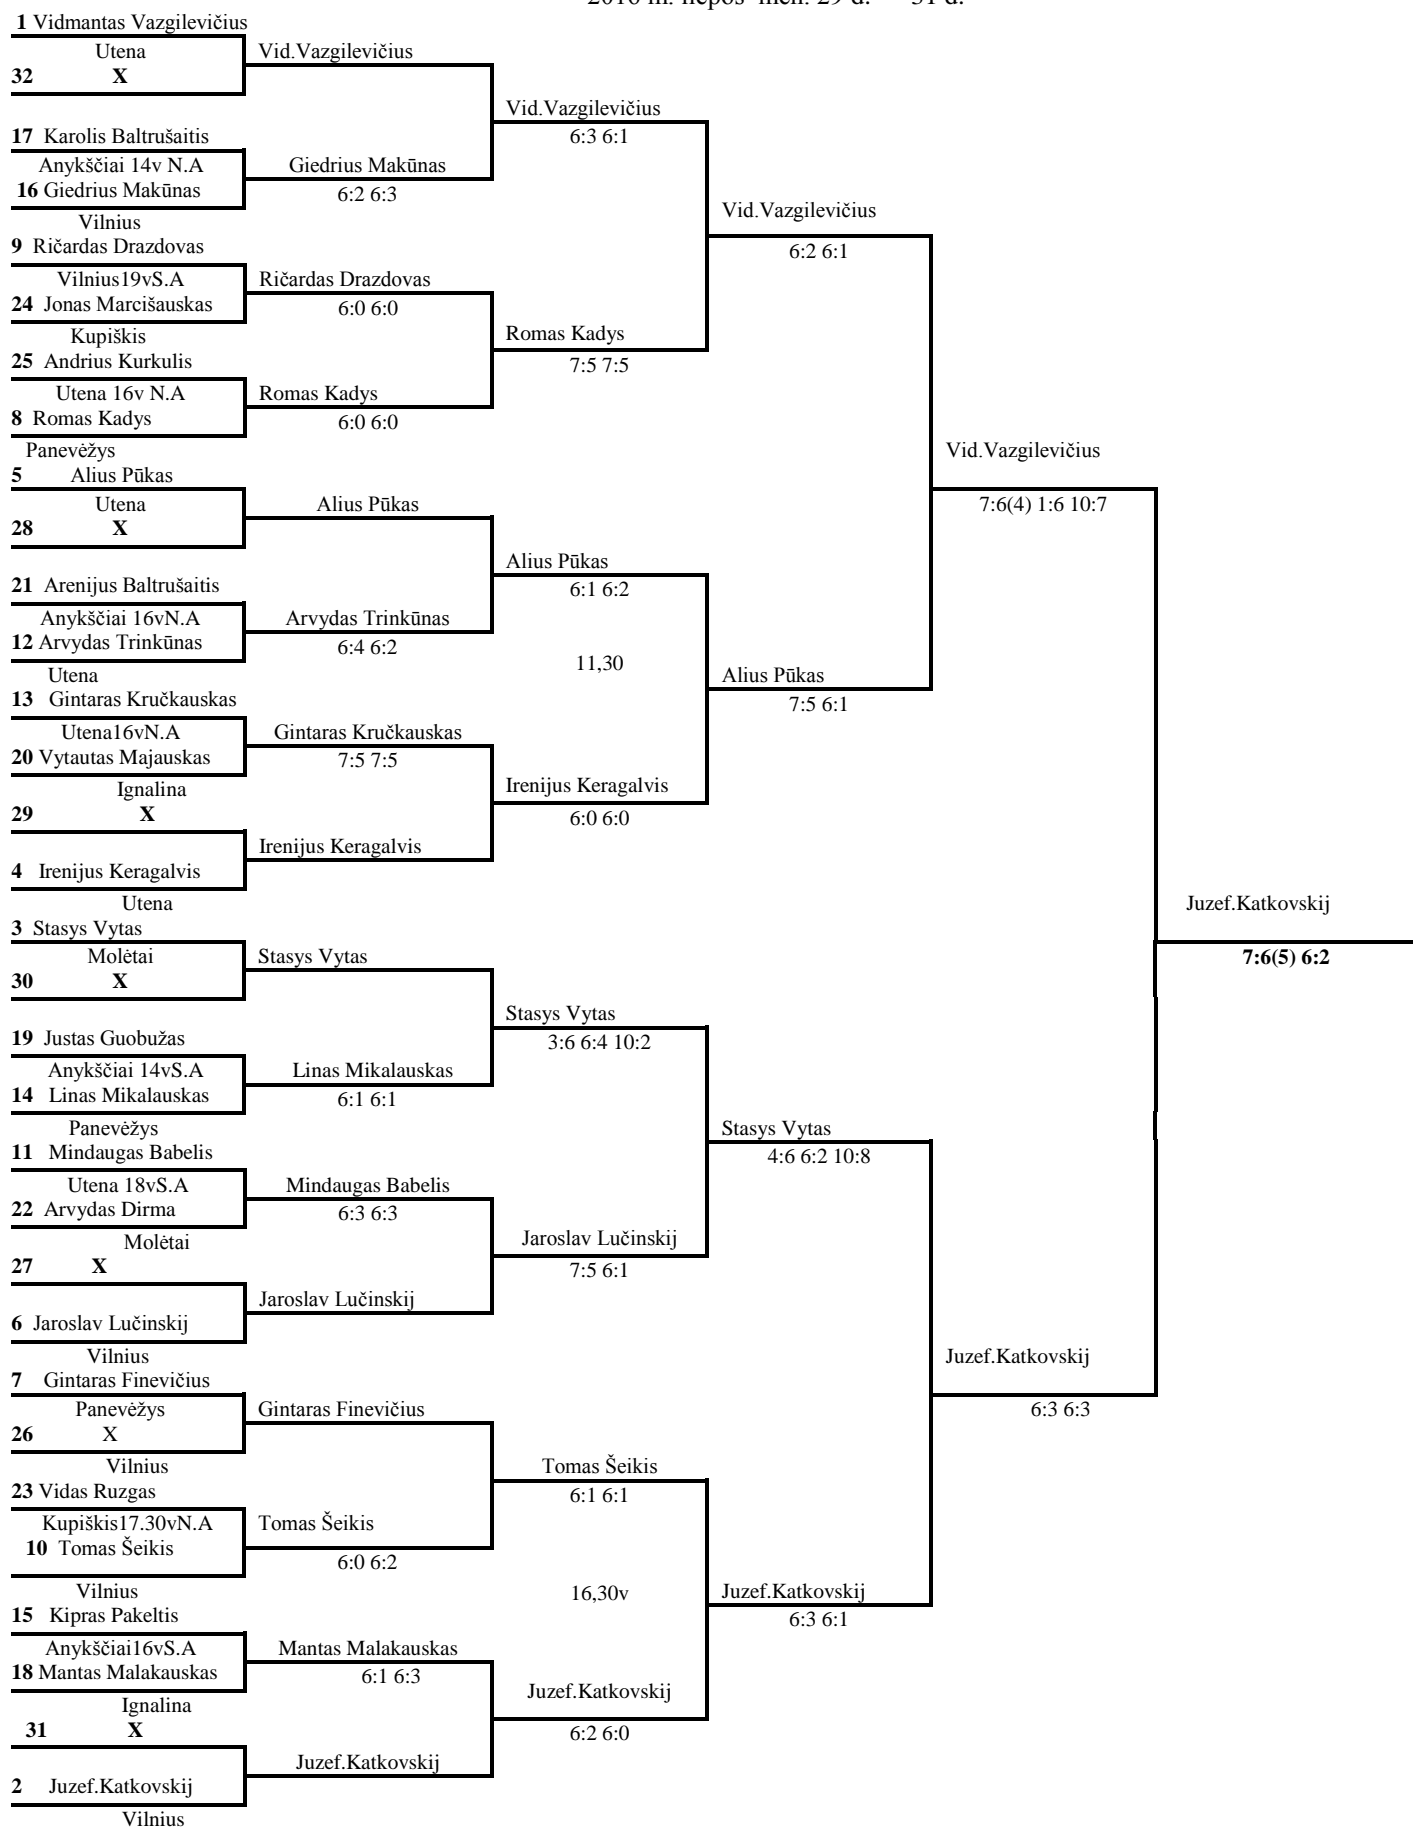 1 Vidmantas Vazgilevičius
Utena
32 X
Vid.Vazgilevičius
Vid.Vazgilevičius
6:3 6:1
17 Karolis Baltrušaitis
Anykščiai 14v N.A
16 Giedrius Makūnas
Vilnius
Giedrius Makūnas
6:2 6:3
Vid.Vazgilevičius
6:2 6:1
9 Ričardas Drazdovas
Vilnius19vS.A
24 Jonas Marcišauskas
Kupiškis
Ričardas Drazdovas
6:0 6:0
Romas Kadys
7:5 7:5
25 Andrius Kurkulis
Utena 16v N.A
8 Romas Kadys
Panevėžys
Romas Kadys
6:0 6:0
Vid.Vazgilevičius
7:6(4) 1:6 10:7
5 Alius Pūkas
Utena
28 X
Alius Pūkas
Alius Pūkas
6:1 6:2
21 Arenijus Baltrušaitis
Anykščiai 16vN.A
12 Arvydas Trinkūnas
Utena
Arvydas Trinkūnas
6:4 6:2
11,30
Alius Pūkas
7:5 6:1
13 Gintaras Kručkauskas
Utena16vN.A
20 Vytautas Majauskas
Ignalina
Gintaras Kručkauskas
7:5 7:5
Irenijus Keragalvis
6:0 6:0
29 X
4 Irenijus Keragalvis
Utena
Irenijus Keragalvis
Juzef.Katkovskij
7:6(5) 6:2
3 Stasys Vytas
Molėtai
30 X
Stasys Vytas
Stasys Vytas
3:6 6:4 10:2
19 Justas Guobužas
Anykščiai 14vS.A
14 Linas Mikalauskas
Panevėžys
Linas Mikalauskas
6:1 6:1
Stasys Vytas
4:6 6:2 10:8
11 Mindaugas Babelis
Utena 18vS.A
22 Arvydas Dirma
Molėtai
Mindaugas Babelis
6:3 6:3
Jaroslav Lučinskij
7:5 6:1
27 X
6 Jaroslav Lučinskij
Vilnius
Jaroslav Lučinskij
Juzef.Katkovskij
6:3 6:3
7 Gintaras Finevičius
Panevėžys
26 X
Vilnius
Gintaras Finevičius
Tomas Šeikis
6:1 6:1
23 Vidas Ruzgas
Kupiškis17.30vN.A
10 Tomas Šeikis
Vilnius
Tomas Šeikis
6:0 6:2
16,30v
Juzef.Katkovskij
6:3 6:1
15 Kipras Pakeltis
Anykščiai16vS.A
18 Mantas Malakauskas
Ignalina
Mantas Malakauskas
6:1 6:3
Juzef.Katkovskij
6:2 6:0
31 X
2 Juzef.Katkovskij
Vilnius
Juzef.Katkovskij